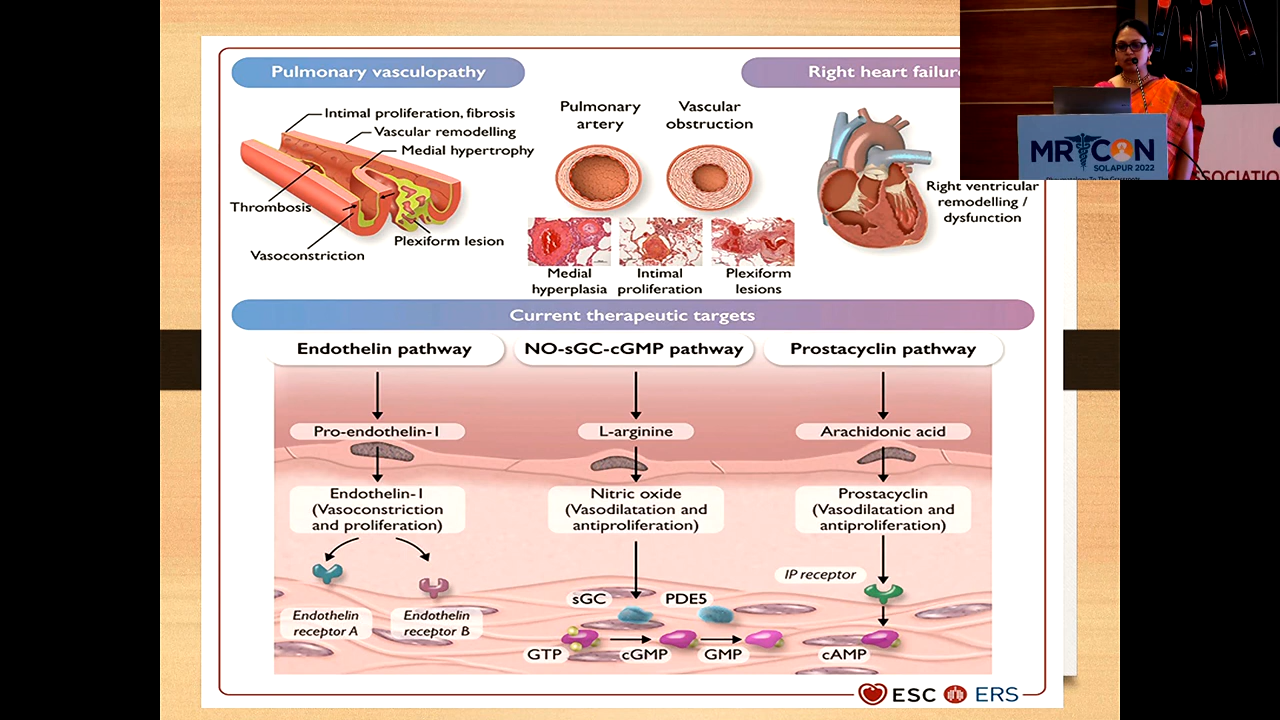 Pulmonary vasculopathy
Right heart failure
Intimal proliferation, fibrosis
Vascular remodelling
Medial hypertrophy
Thrombosis
Vasoconstriction
Plexiform lesion
Pulmonary
artery
Vascular
obstruction
Medial
hyperplasia
Intimal
proliferation
Plexiform
lesions
Right ventricular
remodelling /
dysfunction
MR CON
SOLAPUR 2022
SSOCIATIO
Current therapeutic targets
Endothelin pathway
NO-sGC-cGMP pathway
Prostacyclin pathway
Pro-endothelin-1
L-arginine
Arachidonic acid
Endothelin-1
(Vasoconstriction
and proliferation)
Nitric oxide
(Vasodilatation and
antiproliferation)
Prostacyclin
(Vasodilatation and
antiproliferation)
IP receptor
Endothelin
receptor A
Endothelin
receptor B
sGC
PDE5
GTP
cGMP
GMP
cAMP
ESC
ERS